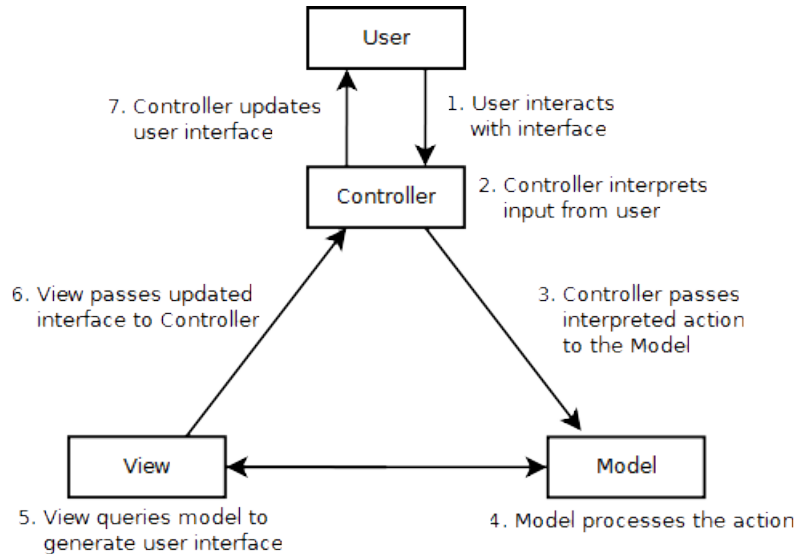 User
7. Controller updates
user interface
1. User interacts
with interface
Controller
2. Controller interprets
input from user
6. View passes updated
interface to Controller
3. Controller passes
interpreted action
to the Model
View
Model
5. View queries model to
generate user interface
4. Model processes the action